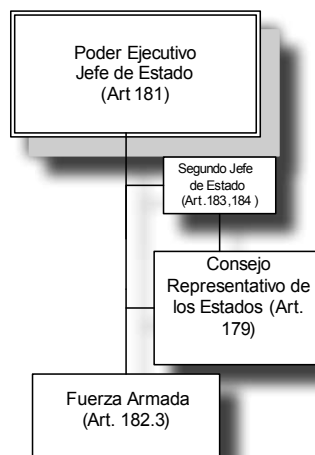 Poder Ejecutivo
Jefe de Estado
(Art 181)
Segundo Jefe
de Estado
(Art.183,184 )
Consejo
Representativo de
los Estados (Art.
179)
Fuerza Armada
(Art. 182.3)